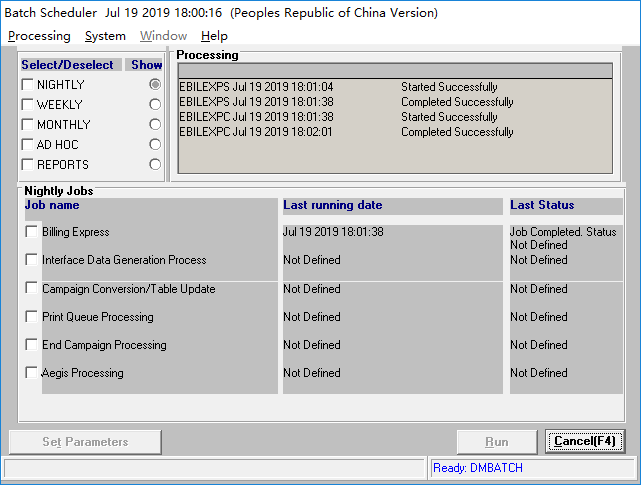 Batch Scheduler Jul 19 2019 18:00:16 (Peoples Republic of China Version)
Processing System Window Help
Select/Deselect Show
NIGHTLY
WEEKLY
MONTHLY
AD HOC
REPORTS
Processing
EBILEXPS Jul 19 2019 18:01:04 Started Successfully
EBILEXPS Jul 19 2019 18:01:38 Completed Successfully
EBILEXPC Jul 19 2019 18:01:38 Started Successfully
EBILEXPC Jul 19 2019 18:02:01 Completed Successfully
Nightly Jobs
Job name Last running date Last Status
Billing Express Jul 19 2019 18:01:38 Job Completed. Status
Not Defined
Interface Data Generation Process Not Defined Not Defined
Campaign Conversion/Table Update Not Defined Not Defined
Print Queue Processing Not Defined Not Defined
End Campaign Processing Not Defined Not Defined
Aegis Processing Not Defined Not Defined
Set Parameters Run Cancel(F4)
Ready: DMBATCH